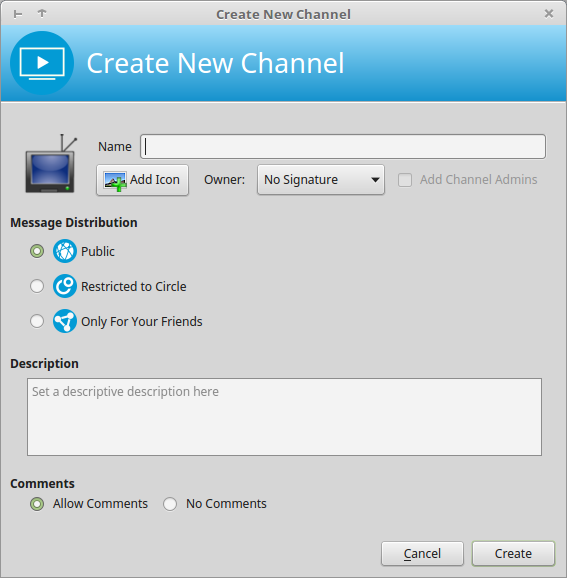 Create New Channel
Create New Channel
Name
Add Icon Owner: No Signature Add Channel Admins
Message Distribution
Public
Restricted to Circle
Only For Your Friends
Description
Set a descriptive description here
Comments
Allow Comments No Comments
Cancel Create